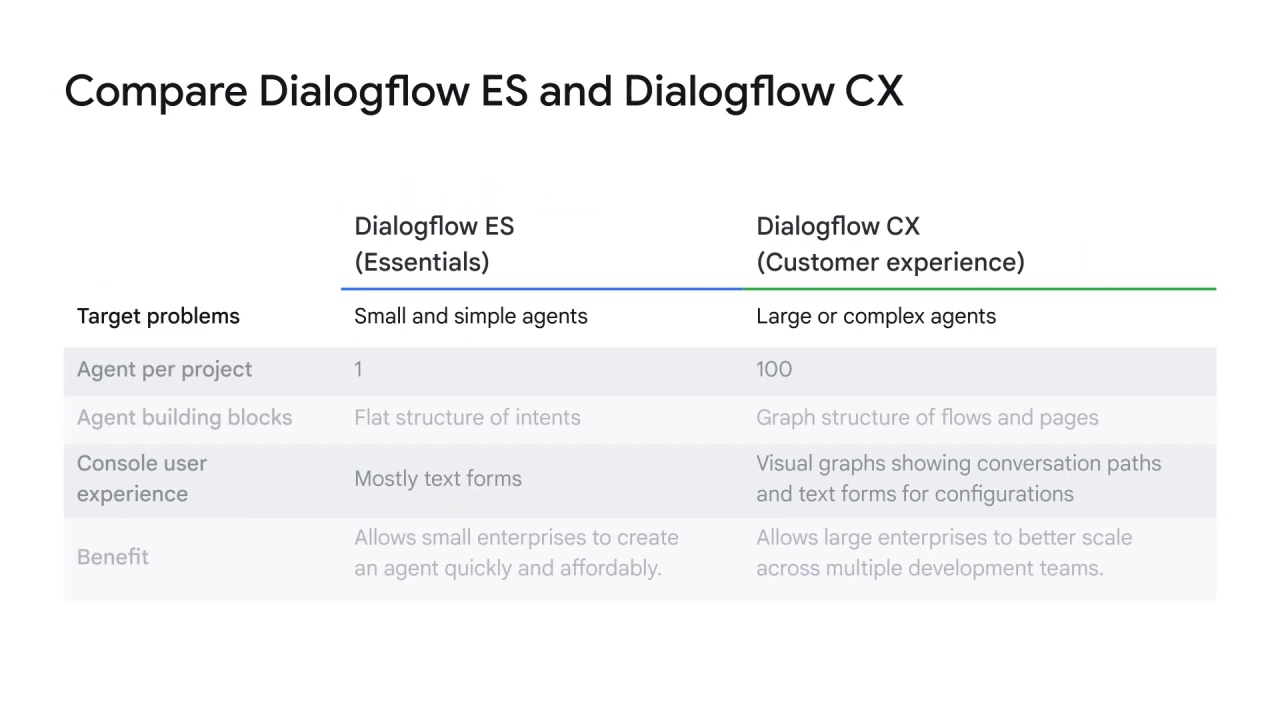 Compare Dialogflow ES and Dialogflow CX
Dialogflow ES
(Essentials)
Dialogflow CX
(Customer experience)
Target problems
Small and simple agents
Large or complex agents
Agent per project
1
100
Agent building blocks
Flat structure of intents
Graph structure of flows and pages
Console user
experience
Mostly text forms
Visual graphs showing conversation paths
and text forms for configurations
Benefit
Allows small enterprises to create
an agent quickly and affordably.
Allows large enterprises to better scale
across multiple development teams.